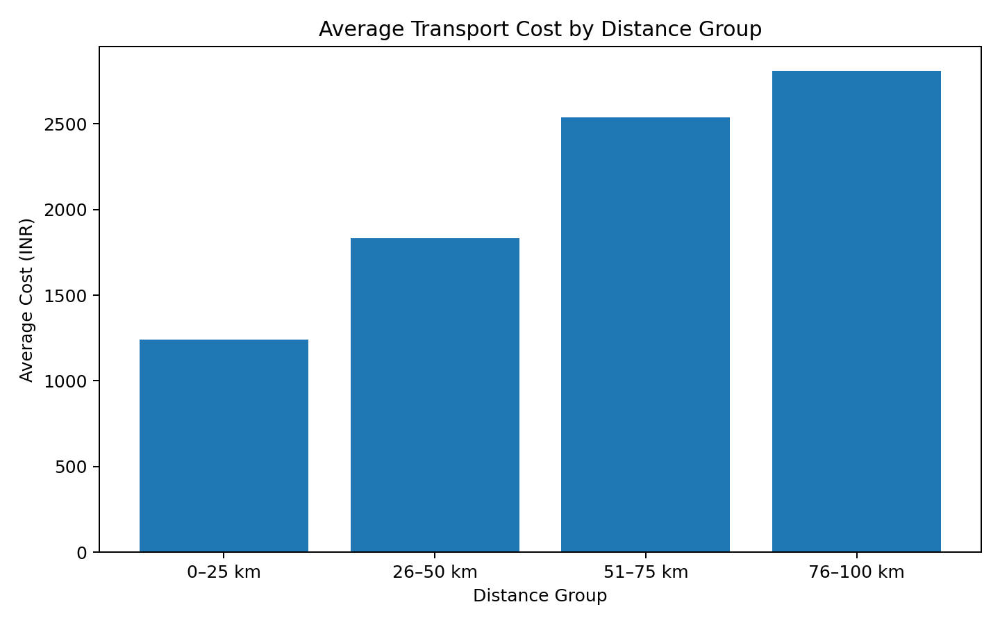 Average Transport Cost by Distance Group
Average Cost (INR)
2500
2000
1500
1000
500
0
0–25 km
26–50 km
51–75 km
76–100 km
Distance Group